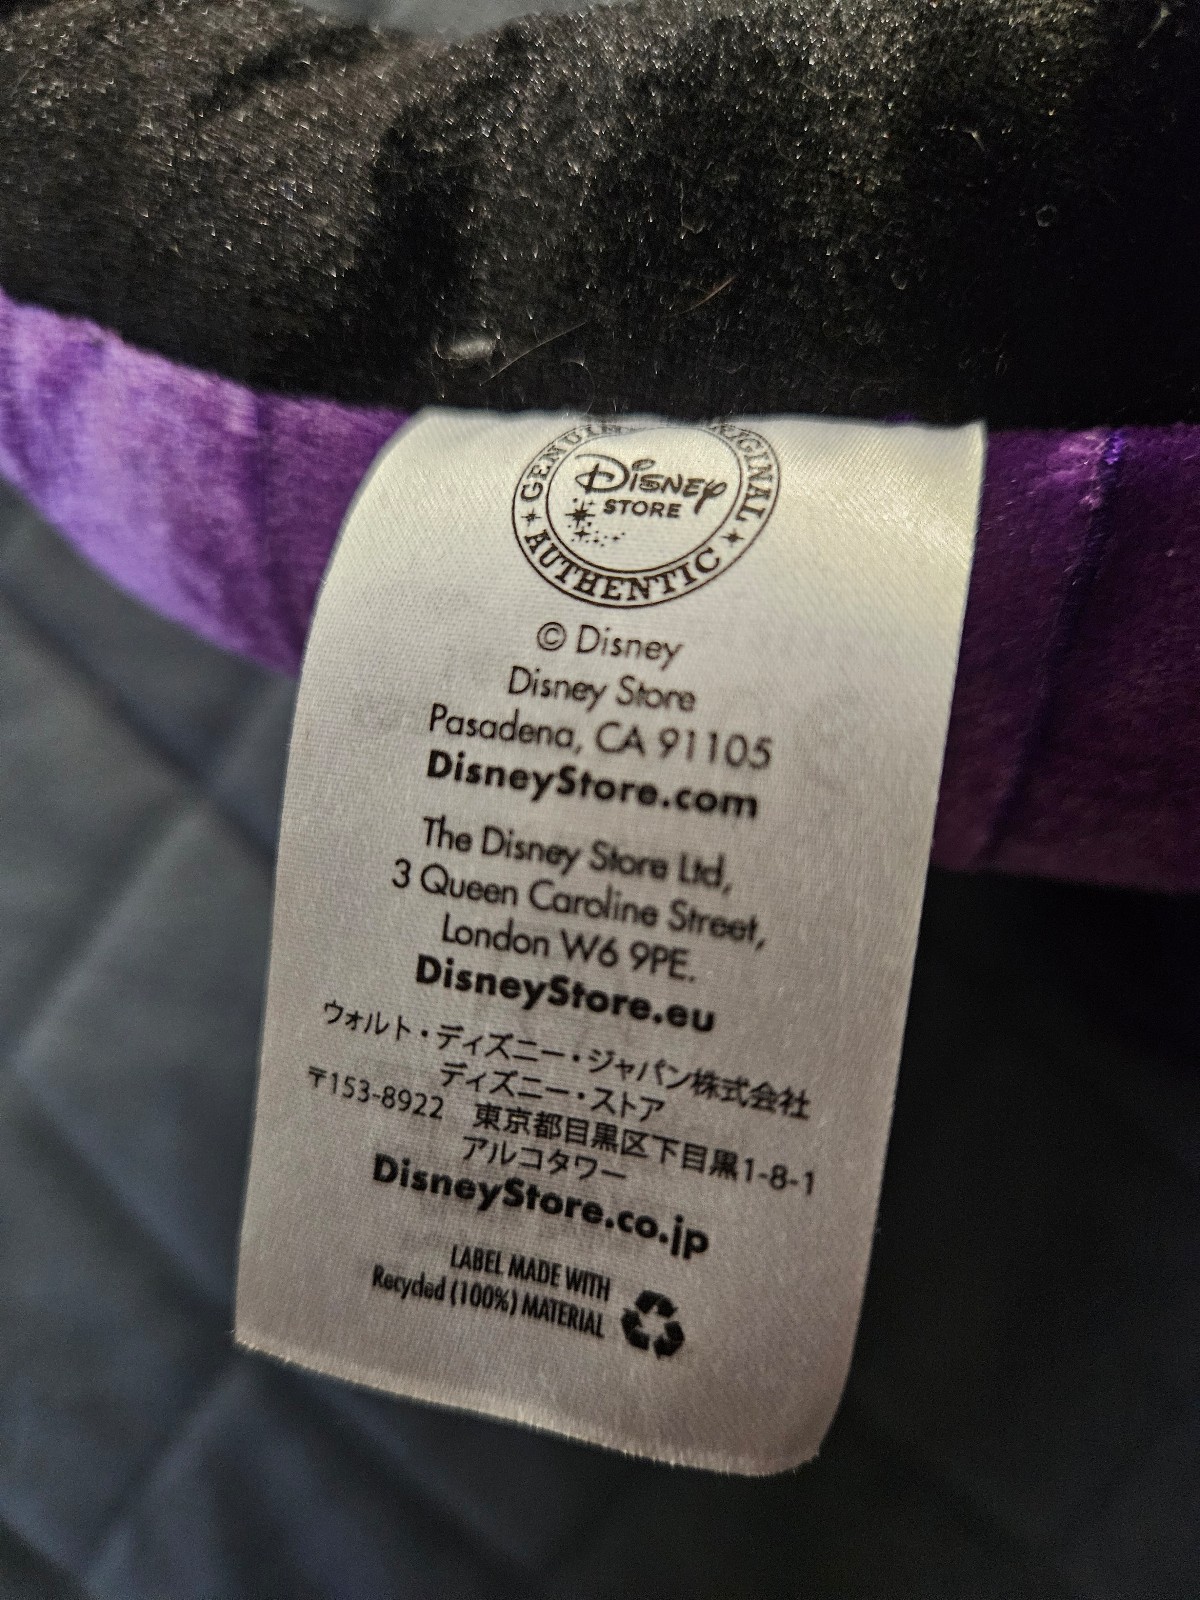 GENUINE ORIGINAL
Disney
STORE
AUTHENTIC
© Disney
Disney Store
Pasadena, CA 91105
DisneyStore.com
The Disney Store Ltd,
3 Queen Caroline Street,
London W6 9PE.
DisneyStore.eu
ウォルト・ディズニー・ジャパン株式会社
ディズニー・ストア
〒153-8922 東京都目黒区下目黒1-8-1
アルコタワー
DisneyStore.co.jp
LABEL MADE WITH
Recycled (100%) MATERIAL